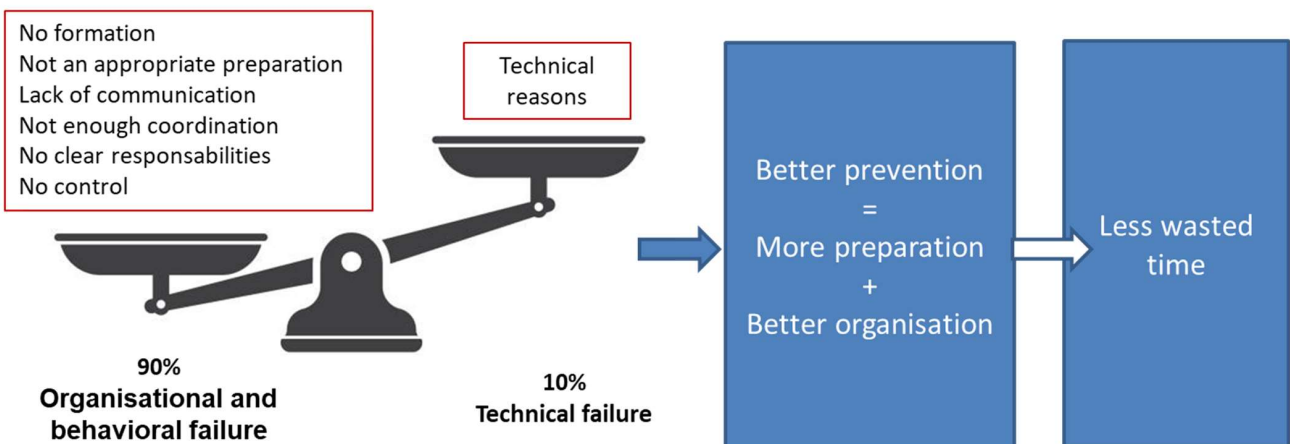 No formation
Not an appropriate preparation
Lack of communication
Not enough coordination
No clear responsabilities
No control
Technical
reasons
90%
Organisational and
behavioral failure
10%
Technical failure
Better prevention
=
More preparation
+
Better organisation
Less wasted
time